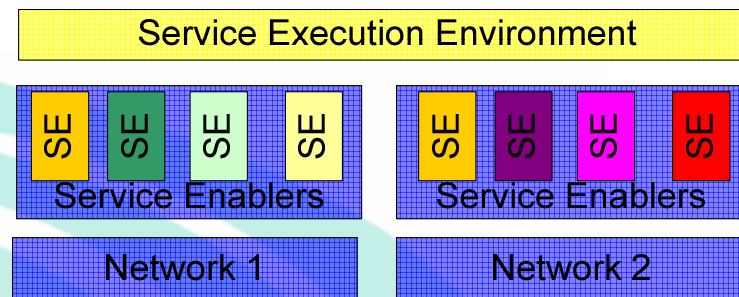 Service Execution Environment
SE SE SE SE
Service Enablers
SE SE SE SE
Service Enablers
Network 1
Network 2